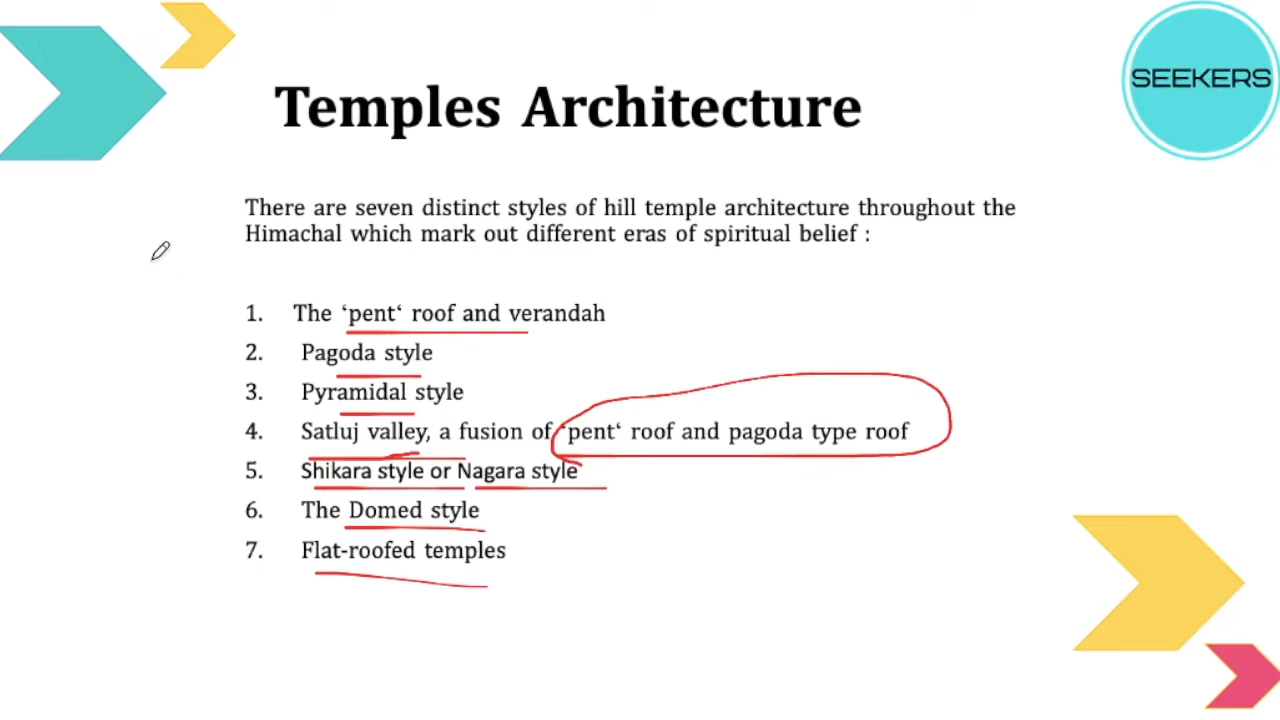 SEEKERS
Temples Architecture
There are seven distinct styles of hill temple architecture throughout the
Himachal which mark out different eras of spiritual belief :
1. The ‘pent‘ roof and verandah
2. Pagoda style
3. Pyramidal style
4. Satluj valley, a fusion of ‘pent‘ roof and pagoda type roof
5. Shikara style or Nagara style
6. The Domed style
7. Flat-roofed temples